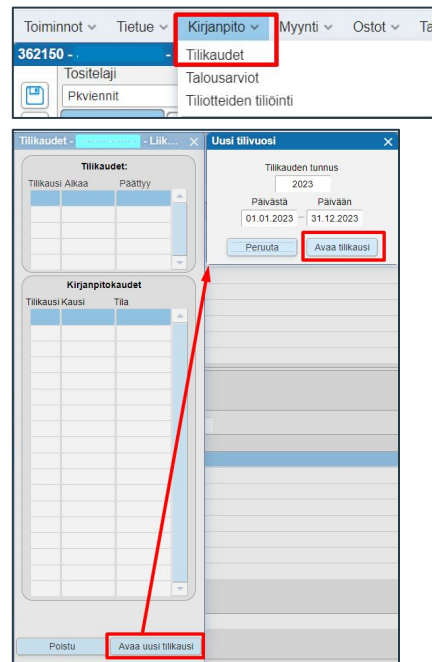 Toiminnot Tietue Kirjanpito Myynti Ostot Ta
362150 - . -
Tilikaudet
Tositelaji
Talousarviot
Pkviennit
Tiliotteiden tiliöinti
Tilikaudet - - Liik...
Uusi tilivuosi
Tilikaudet:
Tilikausi Alkaa Päättyy
Tilikauden tunnus
2023
Päivästä Päivään
01.01.2023 – 31.12.2023
Peruuta Avaa tilikausi
Kirjanpitokaudet
Tilikausi Kausi Tila
Poistu Avaa uusi tilikausi